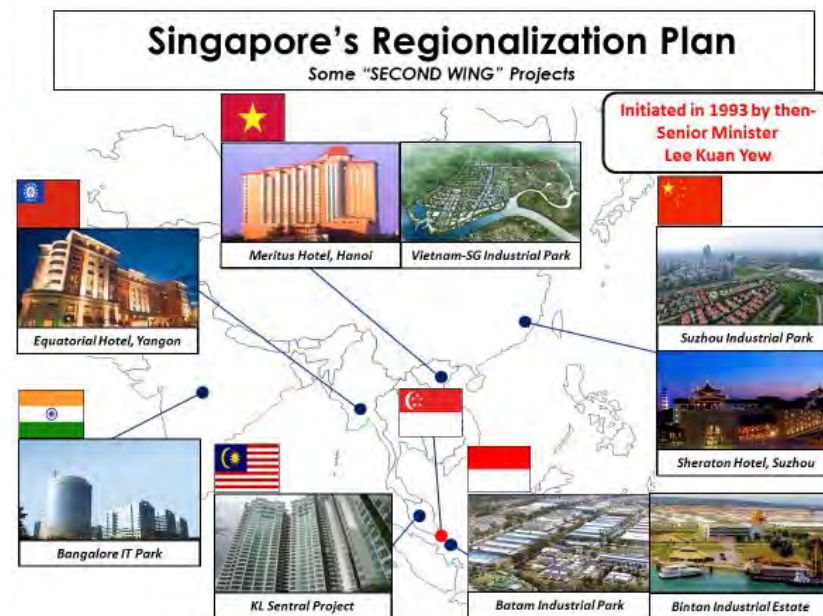 Singapore's Regionalization Plan
Some "SECOND WING" Projects
Initiated in 1993 by then-
Senior Minister
Lee Kuan Yew
Meritus Hotel, Hanoi
Vietnam-SG Industrial Park
Equatorial Hotel, Yangon
Suzhou Industrial Park
Sheraton Hotel, Suzhou
Bangalore IT Park
KL Sentral Project
Batam Industrial Park
Bintan Industrial Estate